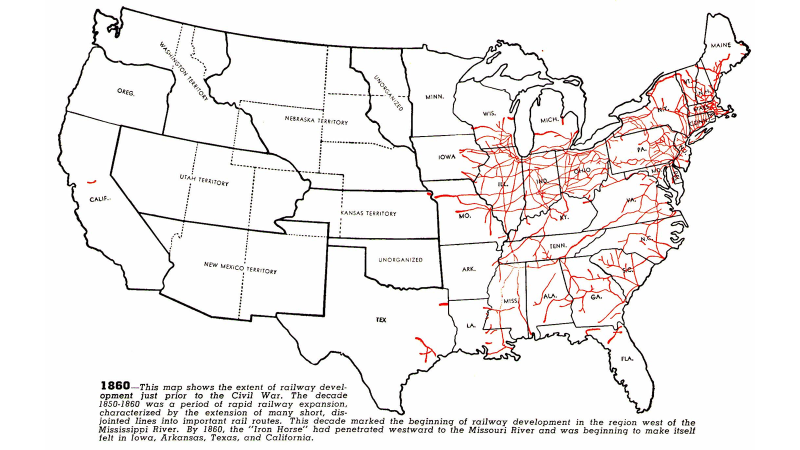 MAINE
WASHINGTON TERRITORY
OREG.
UNORGANIZED
MINN.
WIS.
MICH.
N.Y.
VT.
MASS.
CONN.
NEBRASKA TERRITORY
IOWA
PA.
OHIO
IND.
ILL.
MD.
UTAH TERRITORY
CALIF.
KANSAS TERRITORY
MO.
KY.
VA.
N.C.
TENN.
NEW MEXICO TERRITORY
UNORGANIZED
ARK.
S.C.
MISS.
ALA.
GA.
TEX
LA.
FLA.
1860—This map shows the extent of railway devel-
opment just prior to the Civil War. The decade
1850-1860 was a period of rapid railway expansion,
characterized by the extension of many short, dis-
jointed lines into important rail routes. This decade marked the beginning of railway development in the region west of the
Mississippi River. By 1860, the "Iron Horse" had penetrated westward to the Missouri River and was beginning to make itself
felt in Iowa, Arkansas, Texas, and California.